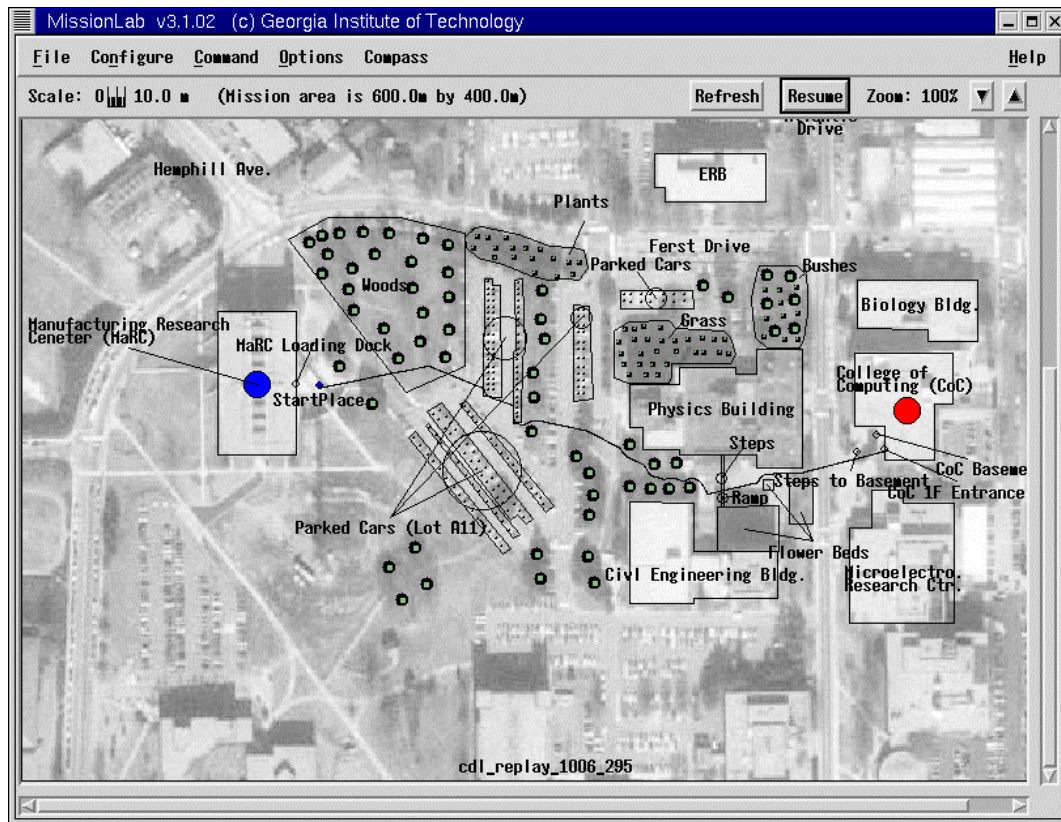 MissionLab v3.1.02 (c) Georgia Institute of Technology
File Configure Command Options Compass Help
Scale: 0 10.0 m (Mission area is 600.0m by 400.0m) Refresh Resume Zoom: 100%
Drive
Hemphill Ave.
ERB
Plants
Ferst Drive
Parked Cars
Bushes
Woods
Biology Bldg.
Grass
Manufacturing Research
Ceneter (MaRC)
MaRC Loading Dock
StartPlace
College of
Computing (CoC)
Physics Building
Steps
CoC Baseme
Steps to Basement
CoC 1F Entrance
Ramp
Parked Cars (Lot A11)
Flower Beds
Civil Engineering Bldg.
Microelectro.
Research Ctr.
cdl_replay_1006_295